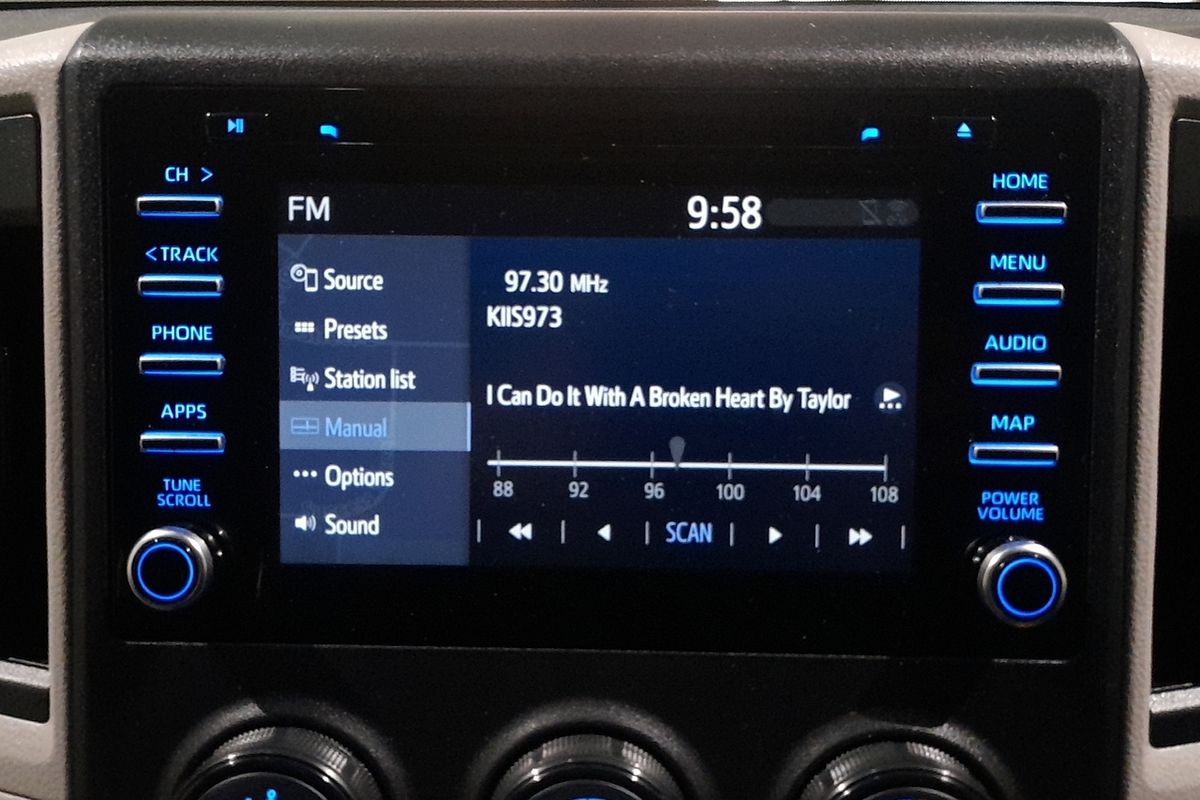 CH >
< TRACK
PHONE
APPS
TUNE
SCROLL
FM
9:58
Source
Presets
Station list
Manual
Options
Sound
97.30 MHz
KIIS973
I Can Do It With A Broken Heart By Taylor
88 92 96 100 104 108
SCAN
HOME
MENU
AUDIO
MAP
POWER
VOLUME